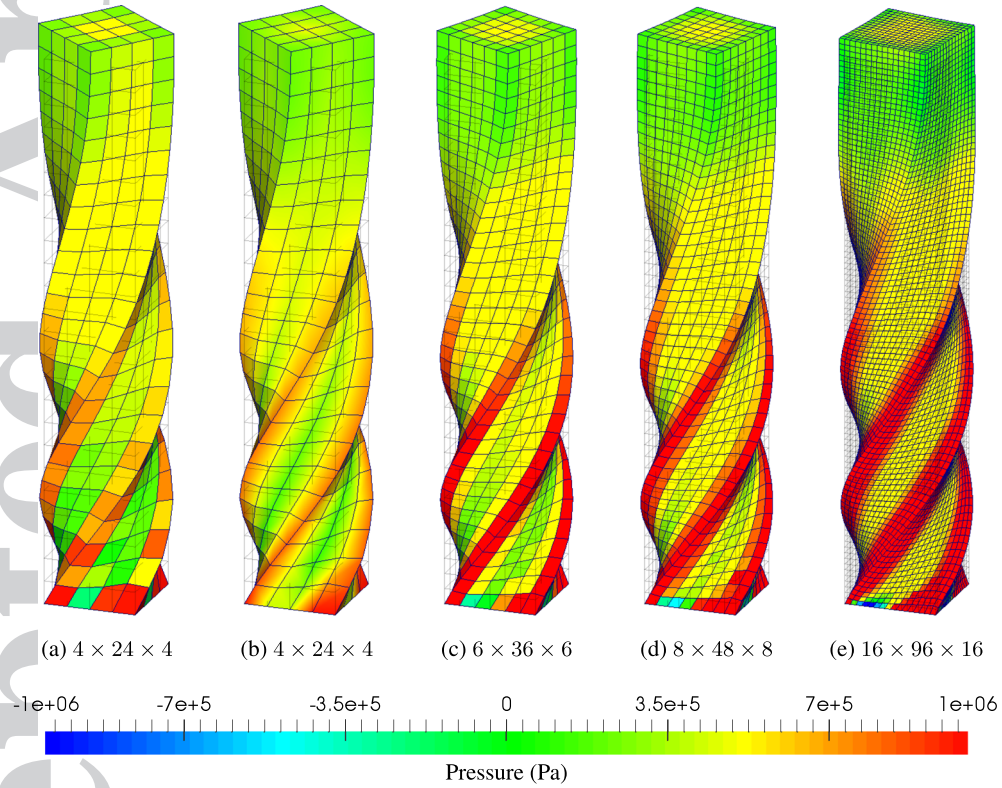 (a) 4 × 24 × 4
(b) 4 × 24 × 4
(c) 6 × 36 × 6
(d) 8 × 48 × 8
(e) 16 × 96 × 16
-1e+06 -7e+5 -3.5e+5 0 3.5e+5 7e+5 1e+06
Pressure (Pa)